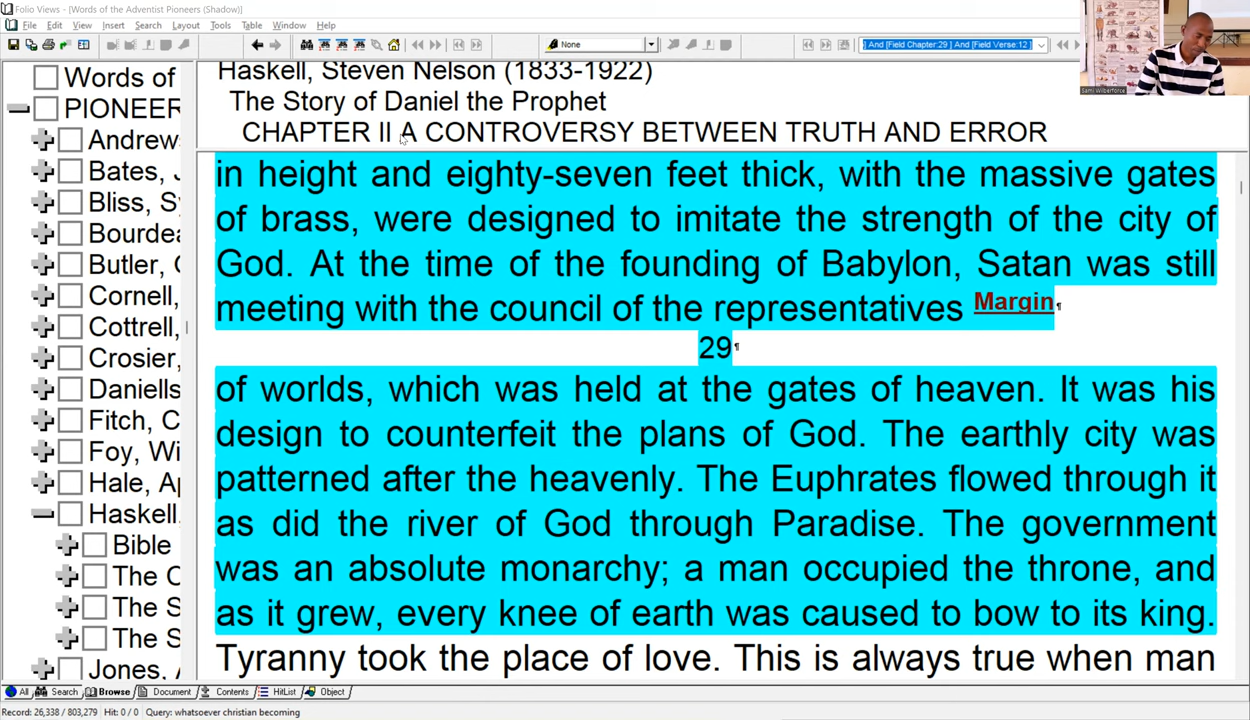 Folio Views - [Words of the Adventist Pioneers (Shadow)]
File Edit View Insert Search Layout Tools Table Window Help
None
] And [Field Chapter:29 ] And [Field Verse:12 ]
Sami Wilberforce
Haskell, Steven Nelson (1833-1922)
The Story of Daniel the Prophet
CHAPTER II A CONTROVERSY BETWEEN TRUTH AND ERROR
Words of
PIONEER
Andrew
Bates, J
Bliss, Sy
Bourdea
Butler, C
Cornell,
Cottrell,
Crosier,
Daniells
Fitch, C
Foy, Wi
Hale, Ap
Haskell,
Bible
The C
The S
The S
Jones, A
in height and eighty-seven feet thick, with the massive gates
of brass, were designed to imitate the strength of the city of
God. At the time of the founding of Babylon, Satan was still
meeting with the council of the representatives Margin
29
of worlds, which was held at the gates of heaven. It was his
design to counterfeit the plans of God. The earthly city was
patterned after the heavenly. The Euphrates flowed through it
as did the river of God through Paradise. The government
was an absolute monarchy; a man occupied the throne, and
as it grew, every knee of earth was caused to bow to its king.
Tyranny took the place of love. This is always true when man
All Search Browse Document Contents HitList Object
Record: 26,338 / 803,279 Hit: 0 / 0 Query: whatsoever christian becoming